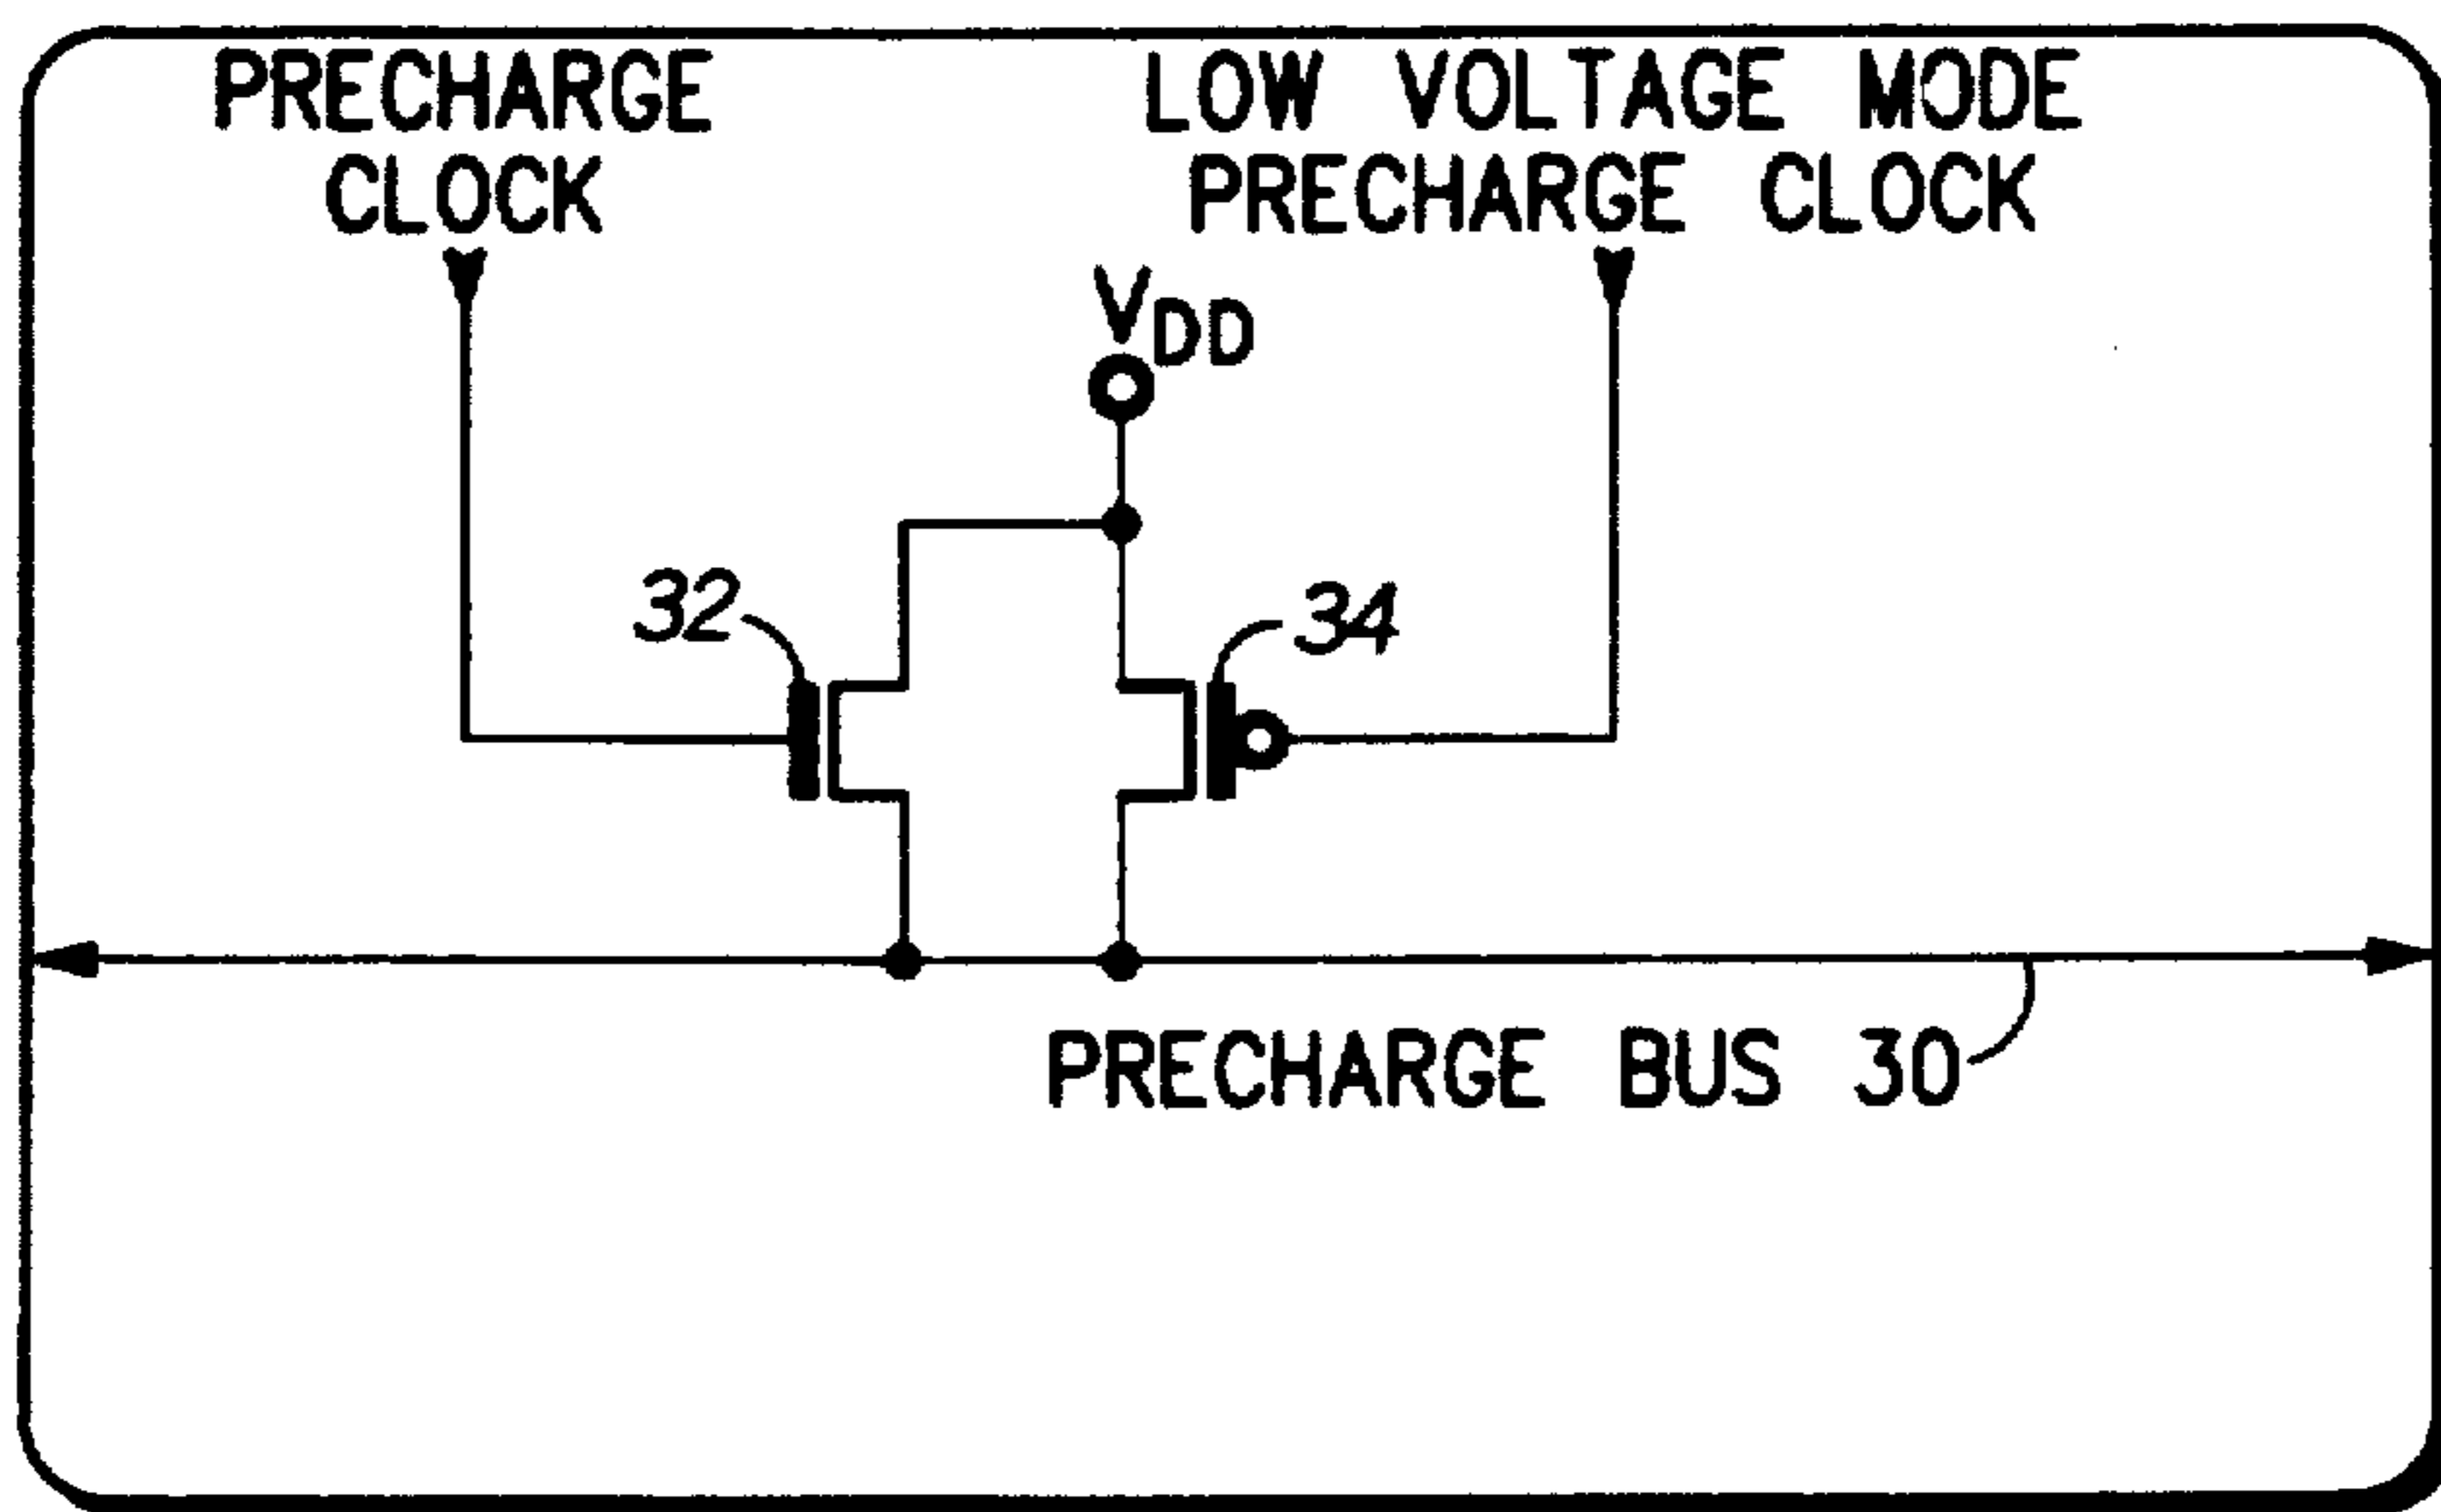 PRECHARGE
CLOCK
LOW VOLTAGE MODE
PRECHARGE CLOCK
VDD
32
34
PRECHARGE BUS 30